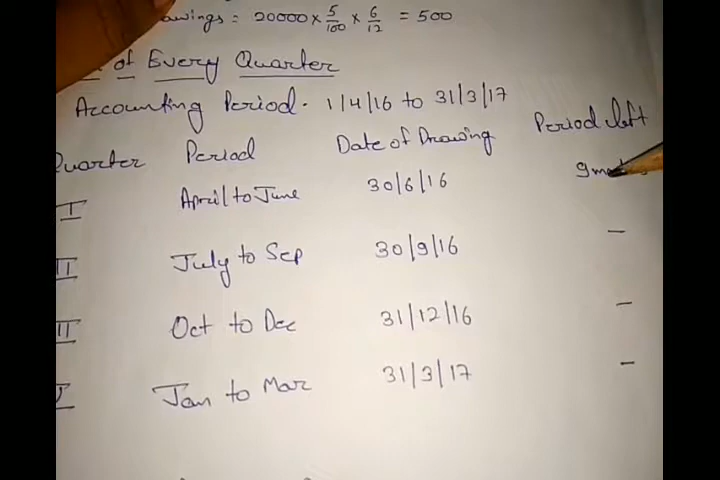 awings = 20000 × 5/100 × 6/12 = 500
of Every Quarter
Accounting Period. 1/4/16 to 31/3/17
Quarter Period Date of Drawing Period left
I April to June 30/6/16
II July to Sep 30/9/16 -
III Oct to Dec 31/12/16 -
Jan to Mar 31/3/17 -